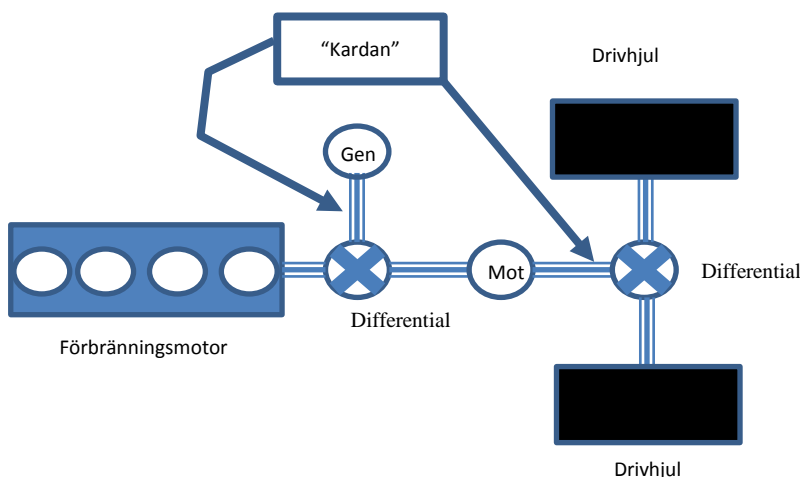 “Kardan”
Drivhjul
Gen
Mot
Differential
Differential
Förbränningsmotor
Drivhjul